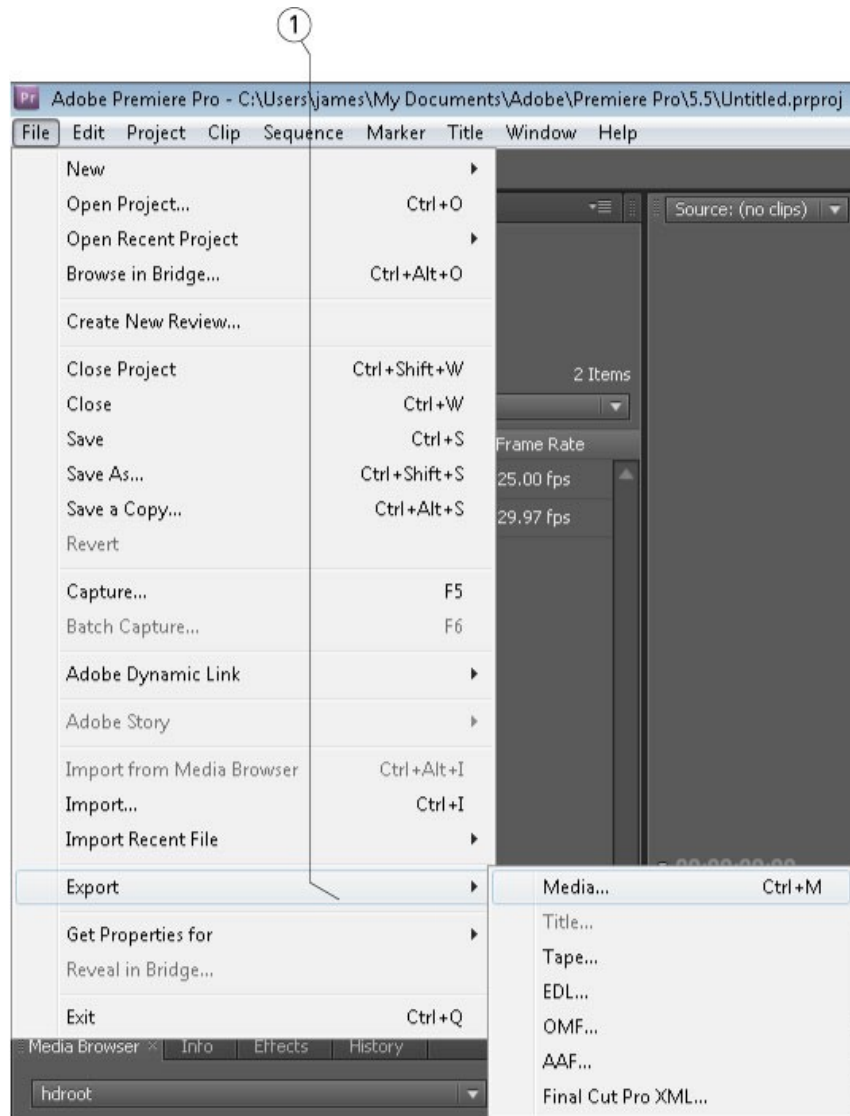 1
Pr Adobe Premiere Pro - C:\Users\james\My Documents\Adobe\Premiere Pro\5.5\Untitled.prproj
File Edit Project Clip Sequence Marker Title Window Help
New
Open Project... Ctrl+O
Open Recent Project
Browse in Bridge... Ctrl+Alt+O
Create New Review...
Close Project Ctrl+Shift+W
Close Ctrl+W
Save Ctrl+S
Save As... Ctrl+Shift+S
Save a Copy... Ctrl+Alt+S
Revert
Capture... F5
Batch Capture... F6
Adobe Dynamic Link
Adobe Story
Import from Media Browser Ctrl+Alt+I
Import... Ctrl+I
Import Recent File
Export
Get Properties for
Reveal in Bridge...
Exit Ctrl+Q
Source: (no clips)
2 Items
Frame Rate
25.00 fps
29.97 fps
Media... Ctrl+M
Title...
Tape...
EDL...
OMF...
AAF...
Final Cut Pro XML...
Media Browser Info Effects History
hdroot